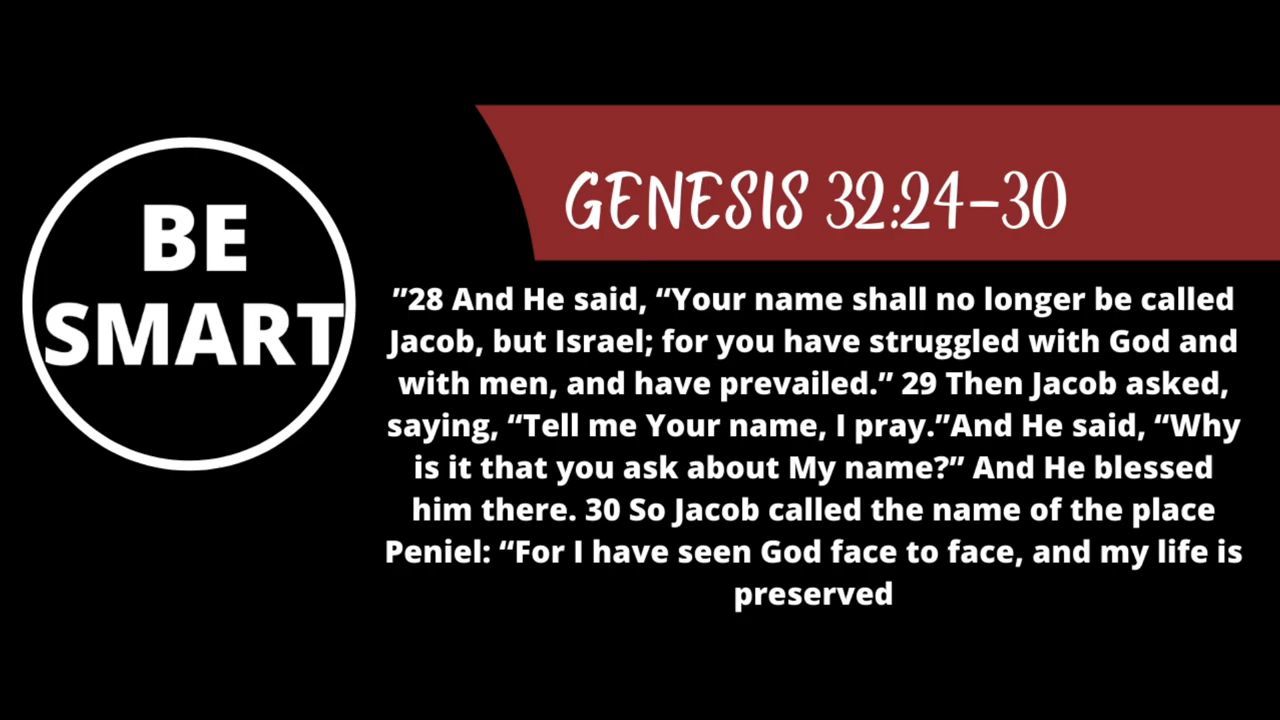 BE
SMART
GENESIS 32:24-30
”28 And He said, “Your name shall no longer be called
Jacob, but Israel; for you have struggled with God and
with men, and have prevailed.” 29 Then Jacob asked,
saying, “Tell me Your name, I pray.”And He said, “Why
is it that you ask about My name?” And He blessed
him there. 30 So Jacob called the name of the place
Peniel: “For I have seen God face to face, and my life is
preserved